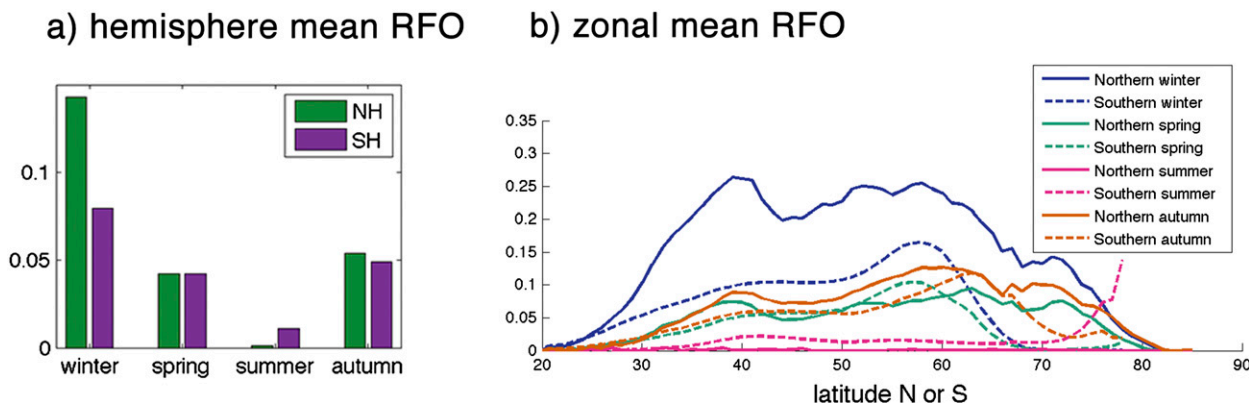 a) hemisphere mean RFO
0.1
0.05
0
winter spring summer autumn
NH
SH
b) zonal mean RFO
0.35
0.3
0.25
0.2
0.15
0.1
0.05
0
20 30 40 50 60 70 80 90
latitude N or S
Northern winter
Southern winter
Northern spring
Southern spring
Northern summer
Southern summer
Northern autumn
Southern autumn